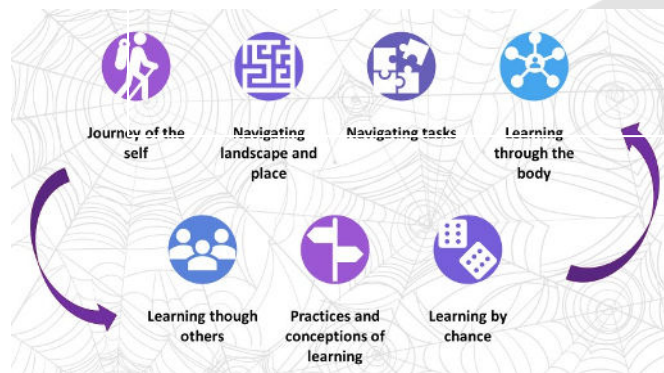 Journey of the
self
Navigating
landscape and
place
Navigating tasks
Learning
through the
body
Learning though
others
Practices and
conceptions of
learning
Learning by
chance